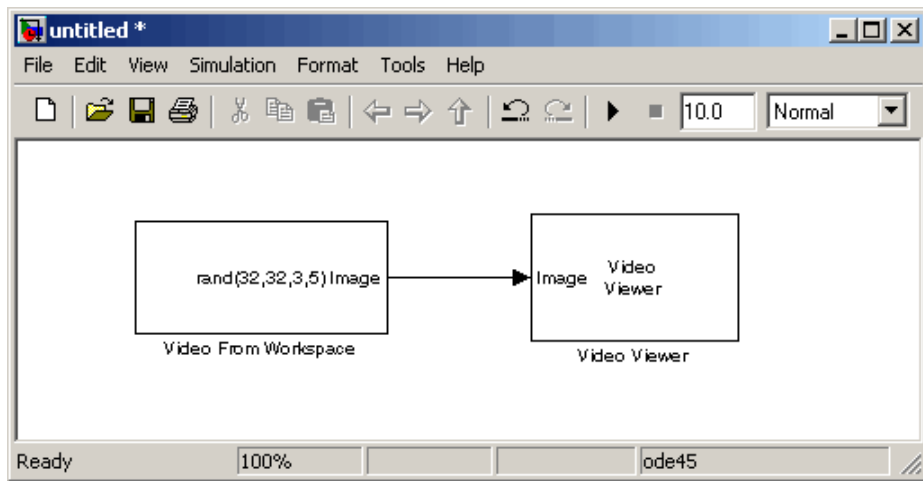 untitled *
File Edit View Simulation Format Tools Help
10.0 Normal
rand(32,32,3,5) Image
Image
Video
Viewer
Video From Workspace
Video Viewer
Ready 100% ode45